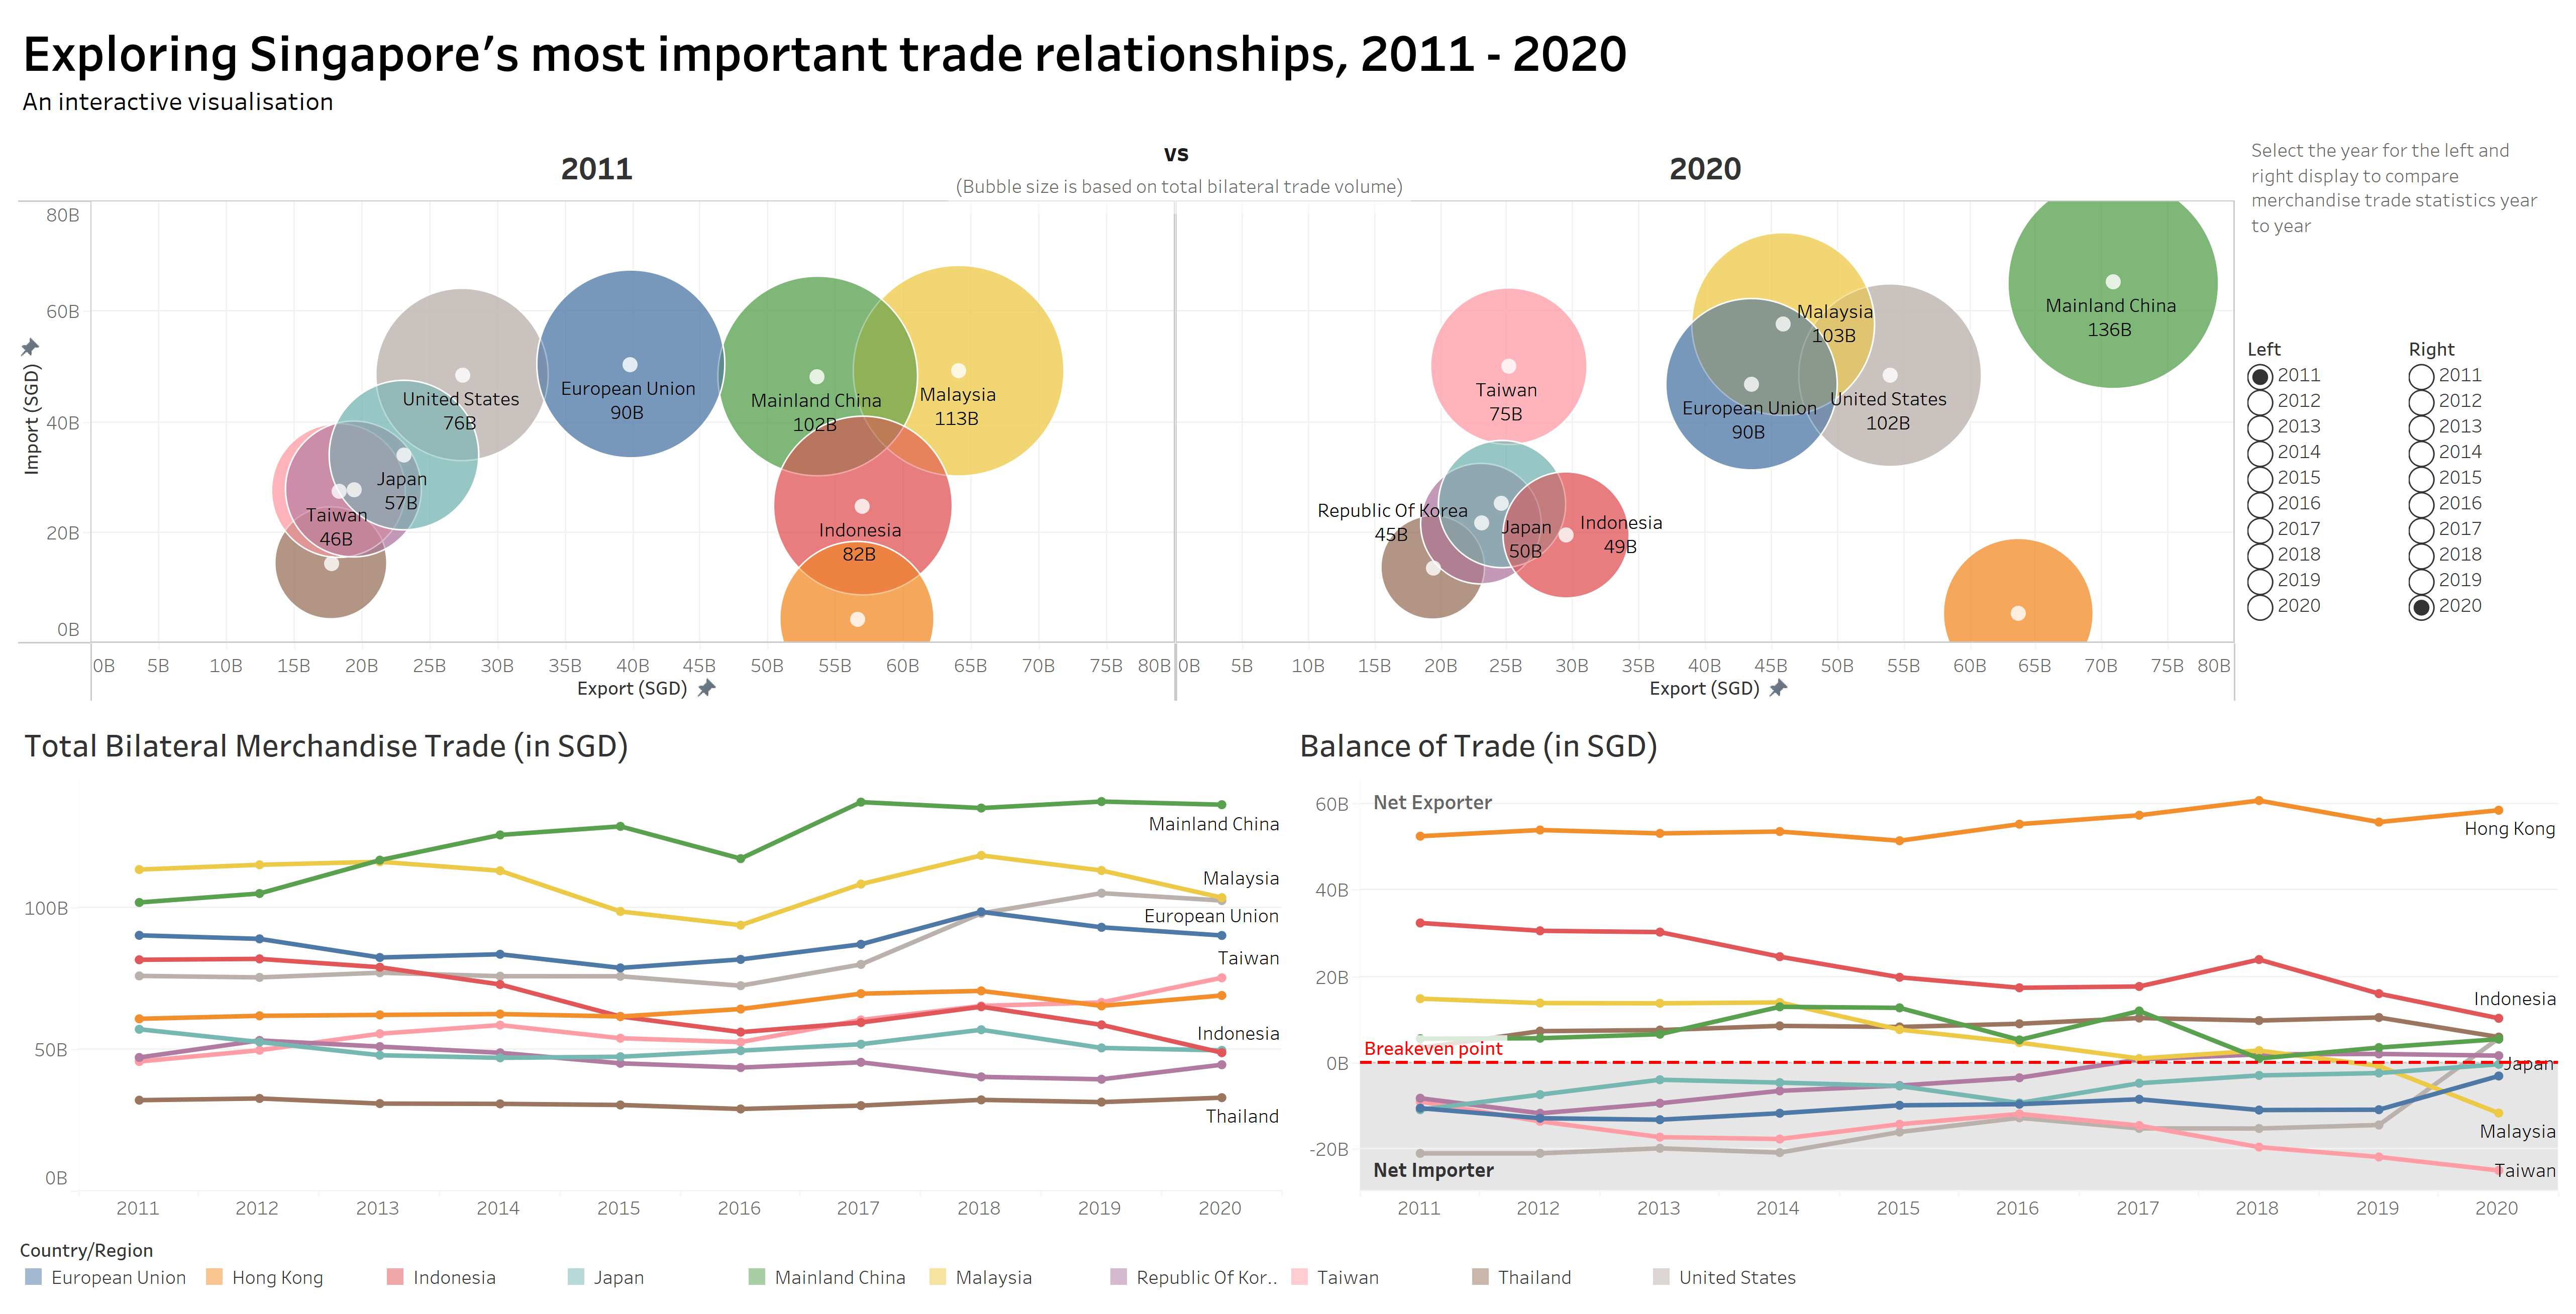 Exploring Singapore's most important trade relationships, 2011 - 2020
An interactive visualisation
2011
vs
(Bubble size is based on total bilateral trade volume)
2020
Select the year for the left and
right display to compare
merchandise trade statistics year
to year
Import (SGD)
80B
60B
40B
20B
0B
United States
76B
European Union
90B
Mainland China
102B
Malaysia
113B
Japan
57B
Taiwan
46B
Indonesia
82B
0B 5B 10B 15B 20B 25B 30B 35B 40B 45B 50B 55B 60B 65B 70B 75B 80B
Export (SGD)
Mainland China
136B
Malaysia
103B
Taiwan
75B
European Union
90B
United States
102B
Republic Of Korea
45B
Japan
50B
Indonesia
49B
0B 5B 10B 15B 20B 25B 30B 35B 40B 45B 50B 55B 60B 65B 70B 75B 80B
Export (SGD)
Left
2011
2012
2013
2014
2015
2016
2017
2018
2019
2020
Right
2011
2012
2013
2014
2015
2016
2017
2018
2019
2020
Total Bilateral Merchandise Trade (in SGD)
100B
50B
0B
Mainland China
Malaysia
European Union
Taiwan
Indonesia
Thailand
2011 2012 2013 2014 2015 2016 2017 2018 2019 2020
Balance of Trade (in SGD)
60B
40B
20B
0B
-20B
Net Exporter
Hong Kong
Indonesia
Breakeven point
Japan
Malaysia
Net Importer
Taiwan
2011 2012 2013 2014 2015 2016 2017 2018 2019 2020
Country/Region
European Union Hong Kong Indonesia Japan Mainland China Malaysia Republic Of Kor.. Taiwan Thailand United States